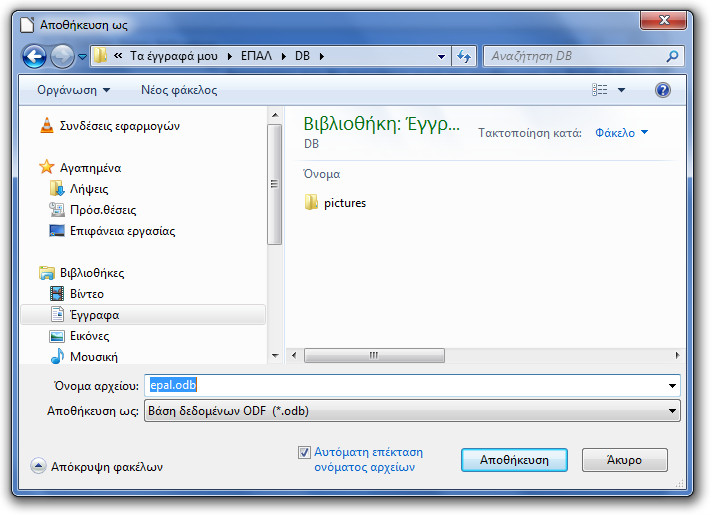 Αποθήκευση ως
« Τα έγγραφά μου ▸ ΕΠΑΛ ▸ DB ▸
Αναζήτηση DB
Οργάνωση ▾ Νέος φάκελος
Συνδέσεις εφαρμογών
Αγαπημένα
Λήψεις
Πρόσ.θέσεις
Επιφάνεια εργασίας
Βιβλιοθήκες
Βίντεο
Έγγραφα
Εικόνες
Μουσική
Βιβλιοθήκη: Έγγρ...
DB
Τακτοποίηση κατά: Φάκελο ▾
Όνομα
pictures
Όνομα αρχείου: epal.odb
Αποθήκευση ως: Βάση δεδομένων ODF (*.odb)
Απόκρυψη φακέλων
Αυτόματη επέκταση
ονόματος αρχείων
Αποθήκευση
Άκυρο